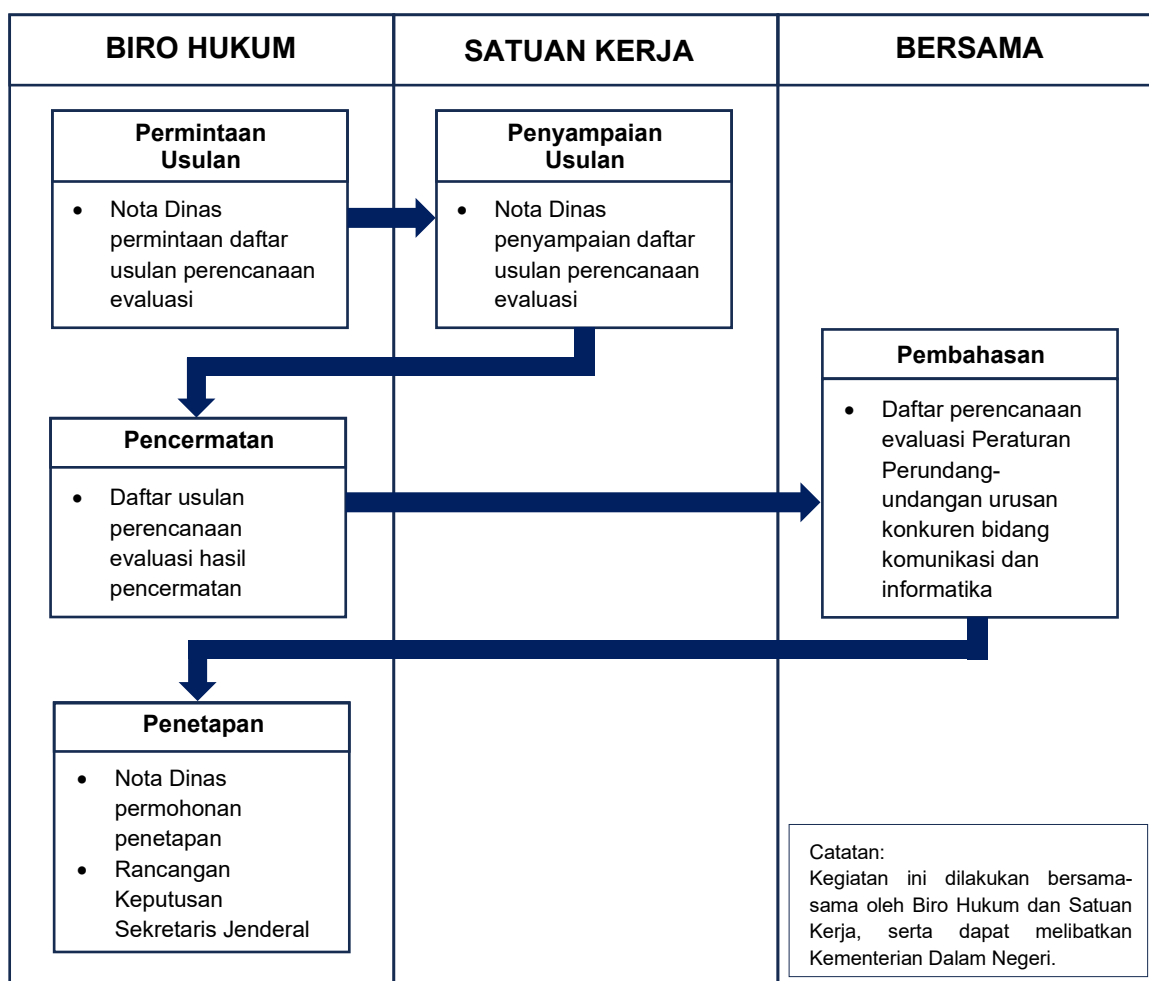 BIRO HUKUM
SATUAN KERJA
BERSAMA
Permintaan
Usulan
• Nota Dinas
permintaan daftar
usulan perencanaan
evaluasi
Penyampaian
Usulan
• Nota Dinas
penyampaian daftar
usulan perencanaan
evaluasi
Pencermatan
• Daftar usulan
perencanaan
evaluasi hasil
pencermatan
Pembahasan
• Daftar perencanaan
evaluasi Peraturan
Perundang-
undangan urusan
konkuren bidang
komunikasi dan
informatika
Penetapan
• Nota Dinas
permohonan
penetapan
• Rancangan
Keputusan
Sekretaris Jenderal
Catatan:
Kegiatan ini dilakukan bersama-
sama oleh Biro Hukum dan Satuan
Kerja, serta dapat melibatkan
Kementerian Dalam Negeri.